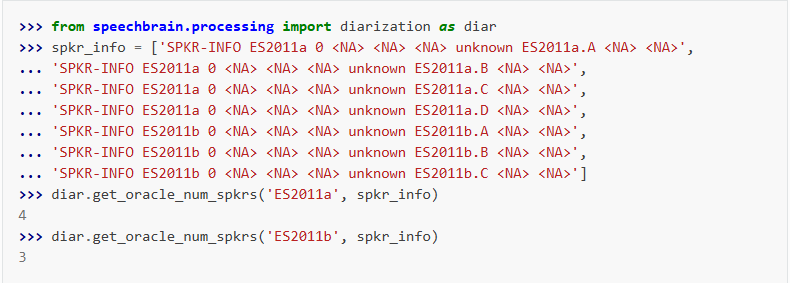 >>> from speechbrain.processing import diarization as diar
>>> spkr_info = ['SPKR-INFO ES2011a 0 <NA> <NA> <NA> unknown ES2011a.A <NA> <NA>',
... 'SPKR-INFO ES2011a 0 <NA> <NA> <NA> unknown ES2011a.B <NA> <NA>',
... 'SPKR-INFO ES2011a 0 <NA> <NA> <NA> unknown ES2011a.C <NA> <NA>',
... 'SPKR-INFO ES2011a 0 <NA> <NA> <NA> unknown ES2011a.D <NA> <NA>',
... 'SPKR-INFO ES2011b 0 <NA> <NA> <NA> unknown ES2011b.A <NA> <NA>',
... 'SPKR-INFO ES2011b 0 <NA> <NA> <NA> unknown ES2011b.B <NA> <NA>',
... 'SPKR-INFO ES2011b 0 <NA> <NA> <NA> unknown ES2011b.C <NA> <NA>']
>>> diar.get_oracle_num_spkrs('ES2011a', spkr_info)
4
>>> diar.get_oracle_num_spkrs('ES2011b', spkr_info)
3